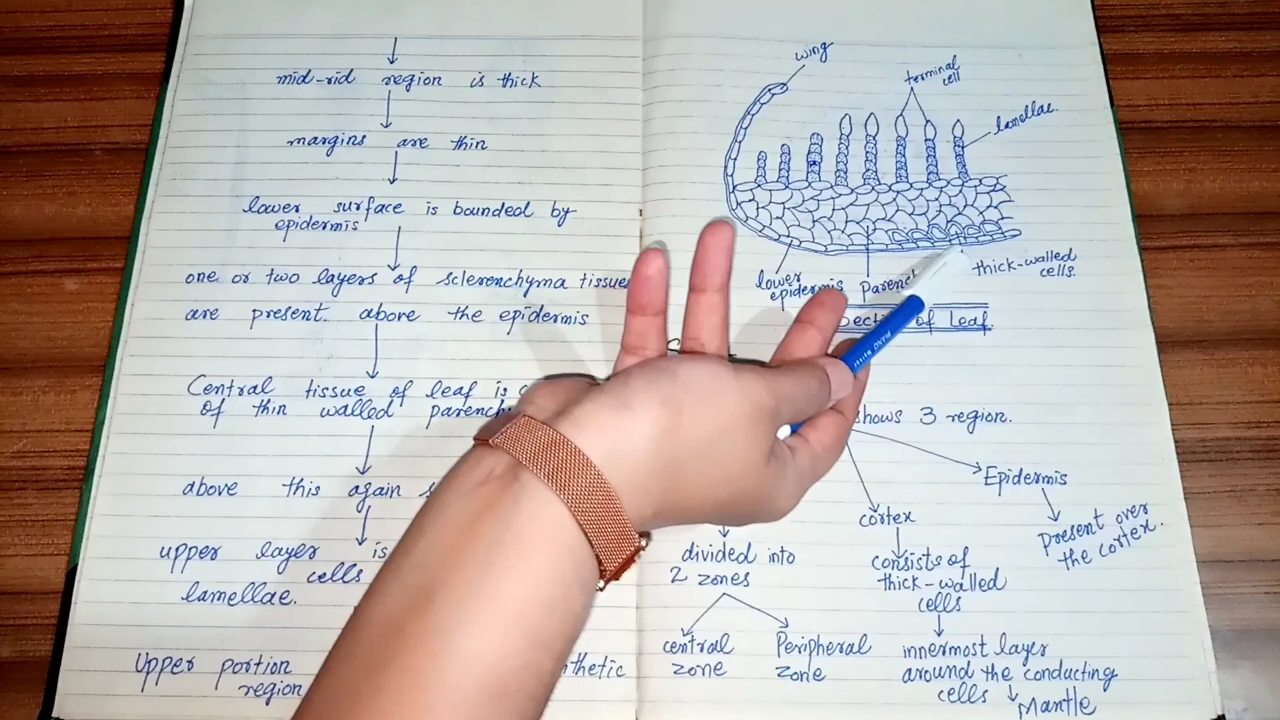 mid-rid region is thick
margins are thin
lower surface is bounded by
epidermis
one or two layers of sclerenchyma tissue
are present above the epidermis
Central tissue of leaf is
of thin walled
above this again
upper layer is
cells
lamellae.
Upper portion
region
wing
terminal
cell
lamellae.
lower
epidermis
thick-walled
cells.
of Leaf.
shows 3 region.
Epidermis
Present over
the cortex.
cortex
consists of
thick-walled
cells
innermost layer
around the conducting
cells
Mantle
divided into
2 zones
central
zone
Peripheral
zone